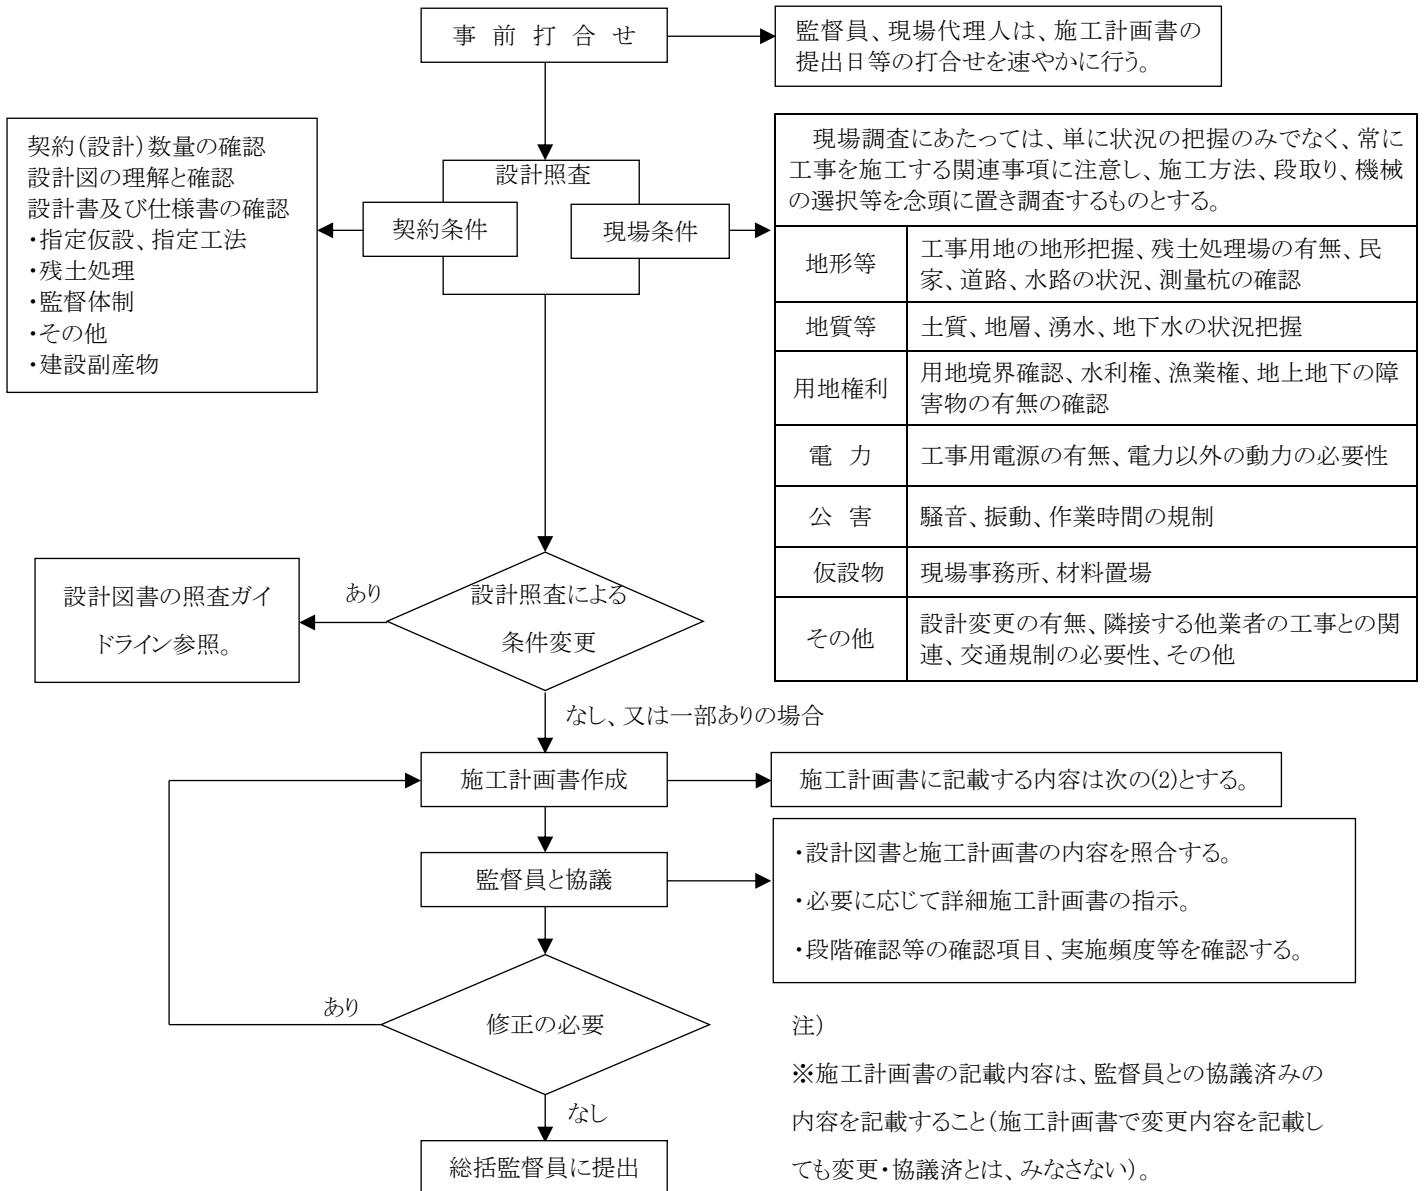 事前打合せ
監督員、現場代理人は、施工計画書の
提出日等の打合せを速やかに行う。
契約(設計)数量の確認
設計図の理解と確認
設計書及び仕様書の確認
・指定仮設、指定工法
・残土処理
・監督体制
・その他
・建設副産物
設計照査
契約条件
現場条件
現場調査にあたっては、単に状況の把握のみでなく、常に
工事を施工する関連事項に注意し、施工方法、段取り、機械
の選択等を念頭に置き調査するものとする。
地形等
工事用地の地形把握、残土処理場の有無、民
家、道路、水路の状況、測量杭の確認
地質等
土質、地層、湧水、地下水の状況把握
用地権利
用地境界確認、水利権、漁業権、地上地下の障
害物の有無の確認
電 力
工事用電源の有無、電力以外の動力の必要性
公 害
騒音、振動、作業時間の規制
仮設物
現場事務所、材料置場
その他
設計変更の有無、隣接する他業者の工事との関
連、交通規制の必要性、その他
設計照査による
条件変更
あり
設計図書の照査ガイ
ドライン参照。
なし、又は一部ありの場合
施工計画書作成
施工計画書に記載する内容は次の(2)とする。
監督員と協議
・設計図書と施工計画書の内容を照合する。
・必要に応じて詳細施工計画書の指示。
・段階確認等の確認項目、実施頻度等を確認する。
修正の必要
あり
なし
総括監督員に提出
注)
※施工計画書の記載内容は、監督員との協議済みの
内容を記載すること(施工計画書で変更内容を記載し
ても変更・協議済とは、みなさない)。